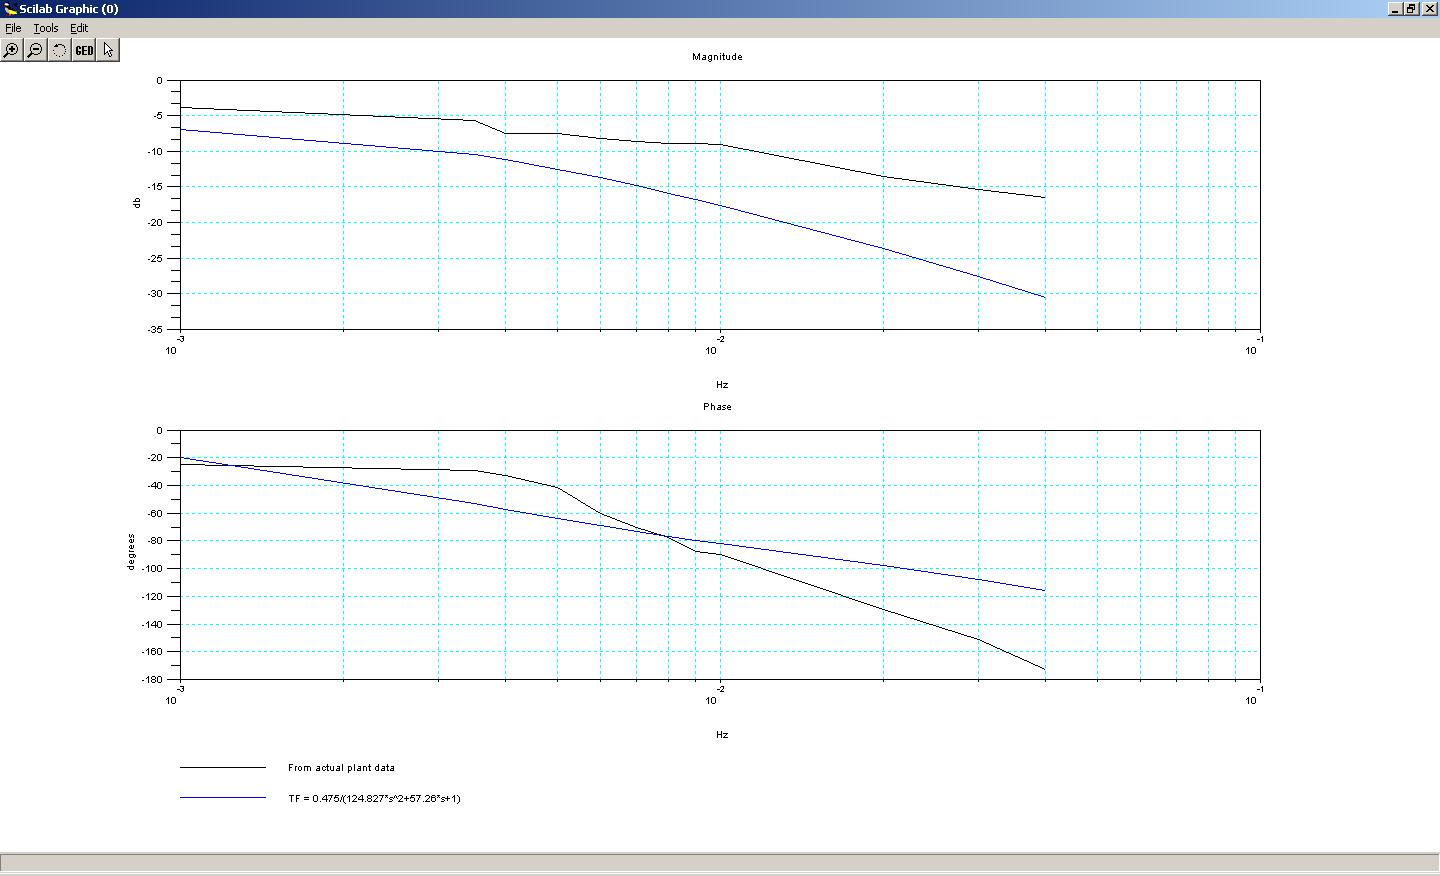 Scilab Graphic (0)
File Tools Edit
GED
Magnitude
0
-5
-10
-15
-20
-25
-30
-35
db
10 -3
10 -2
10 -1
Hz
Phase
0
-20
-40
-60
-80
-100
-120
-140
-160
-180
degrees
10 -3
10 -2
10 -1
Hz
From actual plant data
TF = 0.475/(124.827*s^2+57.26*s+1)